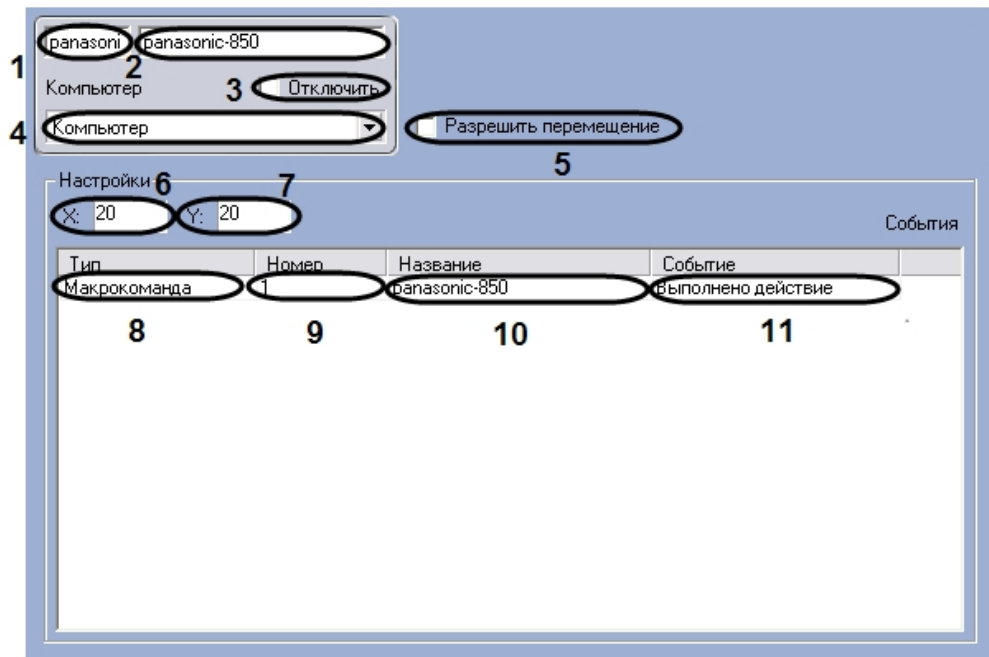 panasoni panasonic-850
1 2
Компьютер 3 Отключить
4 Компьютер Разрешить перемещение
5
Настройки 6 7
X: 20 Y: 20
События
Тип Номер Название Событие
Макрокоманда 1 panasonic-850 Выполнено действие
8 9 10 11